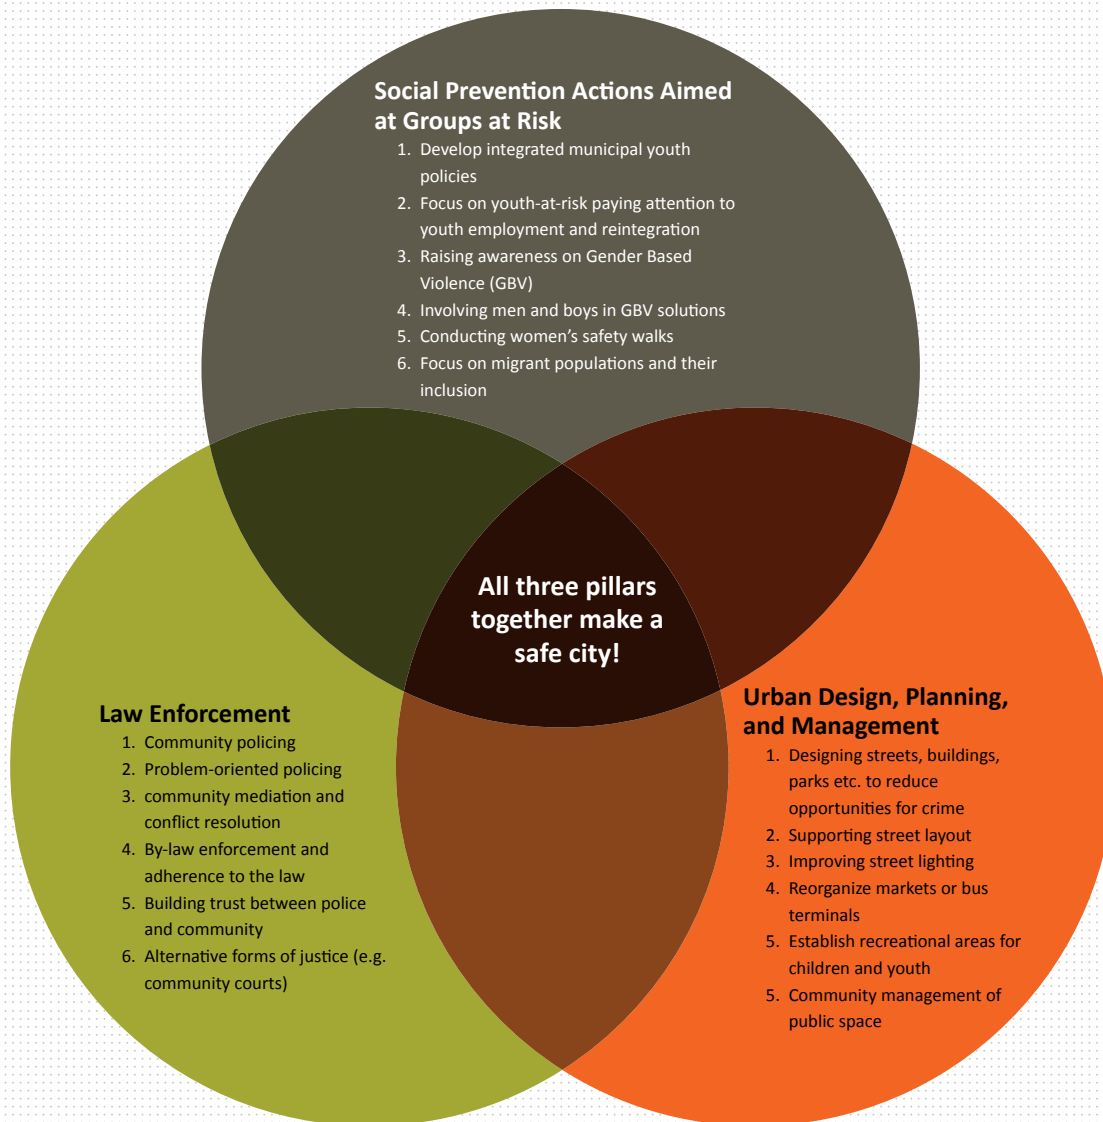 Social Prevention Actions Aimed
at Groups at Risk
1. Develop integrated municipal youth
policies
2. Focus on youth-at-risk paying attention to
youth employment and reintegration
3. Raising awareness on Gender Based
Violence (GBV)
4. Involving men and boys in GBV solutions
5. Conducting women’s safety walks
6. Focus on migrant populations and their
inclusion
All three pillars
together make a
safe city!
Law Enforcement
1. Community policing
2. Problem-oriented policing
3. community mediation and
conflict resolution
4. By-law enforcement and
adherence to the law
5. Building trust between police
and community
6. Alternative forms of justice (e.g.
community courts)
Urban Design, Planning,
and Management
1. Designing streets, buildings,
parks etc. to reduce
opportunities for crime
2. Supporting street layout
3. Improving street lighting
4. Reorganize markets or bus
terminals
5. Establish recreational areas for
children and youth
5. Community management of
public space